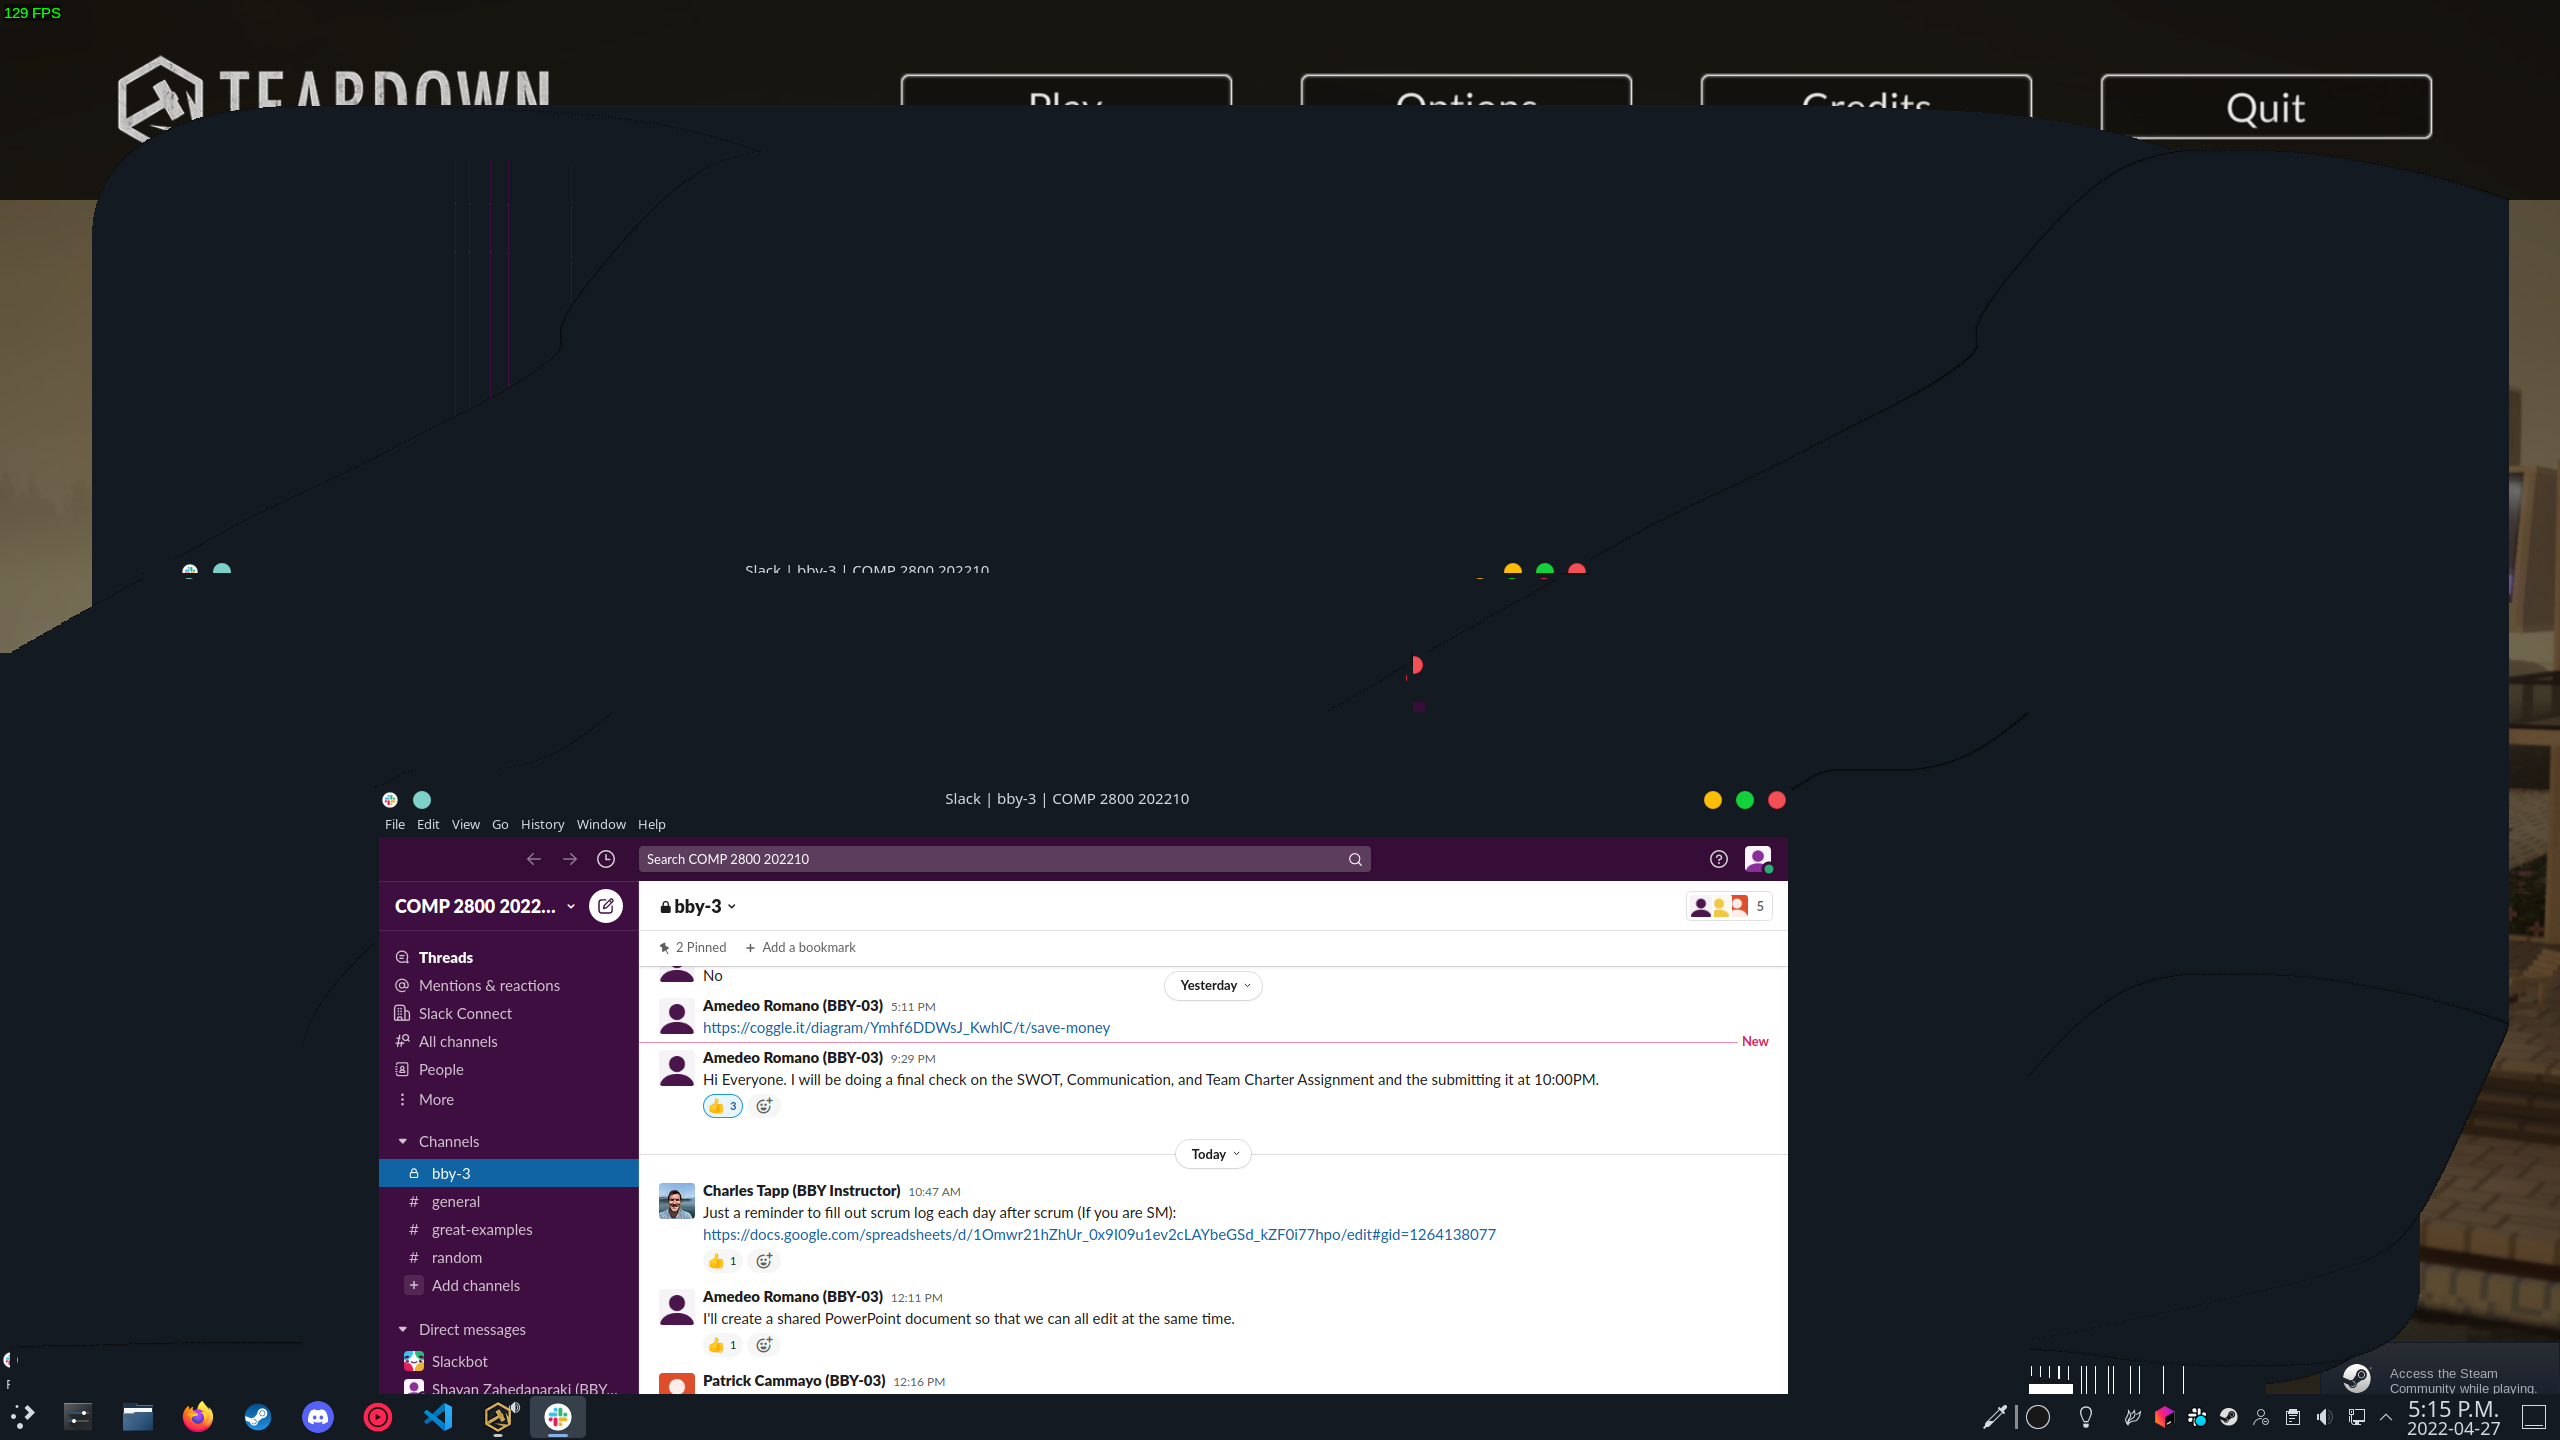 129 FPS
TEARDOWN
Play
Options
Credits
Quit
Slack | bby-3 | COMP 2800 202210
Slack | bby-3 | COMP 2800 202210
File Edit View Go History Window Help
Search COMP 2800 202210
COMP 2800 2022...
bby-3
5
Threads
Mentions & reactions
Slack Connect
All channels
People
More
Channels
bby-3
# general
# great-examples
# random
+ Add channels
Direct messages
Slackbot
Shayan Zahedanaraki (BBY...
2 Pinned
+ Add a bookmark
No
Yesterday
Amedeo Romano (BBY-03) 5:11 PM
https://coggle.it/diagram/Ymhf6DDWsJ_KwhlC/t/save-money
New
Amedeo Romano (BBY-03) 9:29 PM
Hi Everyone. I will be doing a final check on the SWOT, Communication, and Team Charter Assignment and the submitting it at 10:00PM.
3
Today
Charles Tapp (BBY Instructor) 10:47 AM
Just a reminder to fill out scrum log each day after scrum (If you are SM):
https://docs.google.com/spreadsheets/d/1Omwr21hZhUr_0x9I09u1ev2cLAYbeGSd_kZF0i77hpo/edit#gid=1264138077
1
Amedeo Romano (BBY-03) 12:11 PM
I'll create a shared PowerPoint document so that we can all edit at the same time.
1
Patrick Cammayo (BBY-03) 12:16 PM
Access the Steam
Community while playing.
5:15 P.M.
2022-04-27